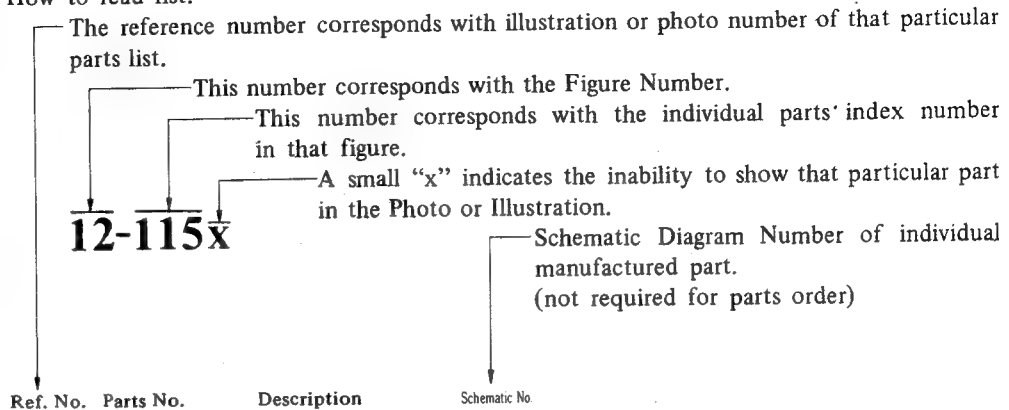 How to read list.
The reference number corresponds with illustration or photo number of that particular
parts list.
This number corresponds with the Figure Number.
This number corresponds with the individual parts' index number
in that figure.
A small “x” indicates the inability to show that particular part
in the Photo or Illustration.
12-115x
Schematic Diagram Number of individual
manufactured part.
(not required for parts order)
Ref. No. Parts No. Description Schematic No.